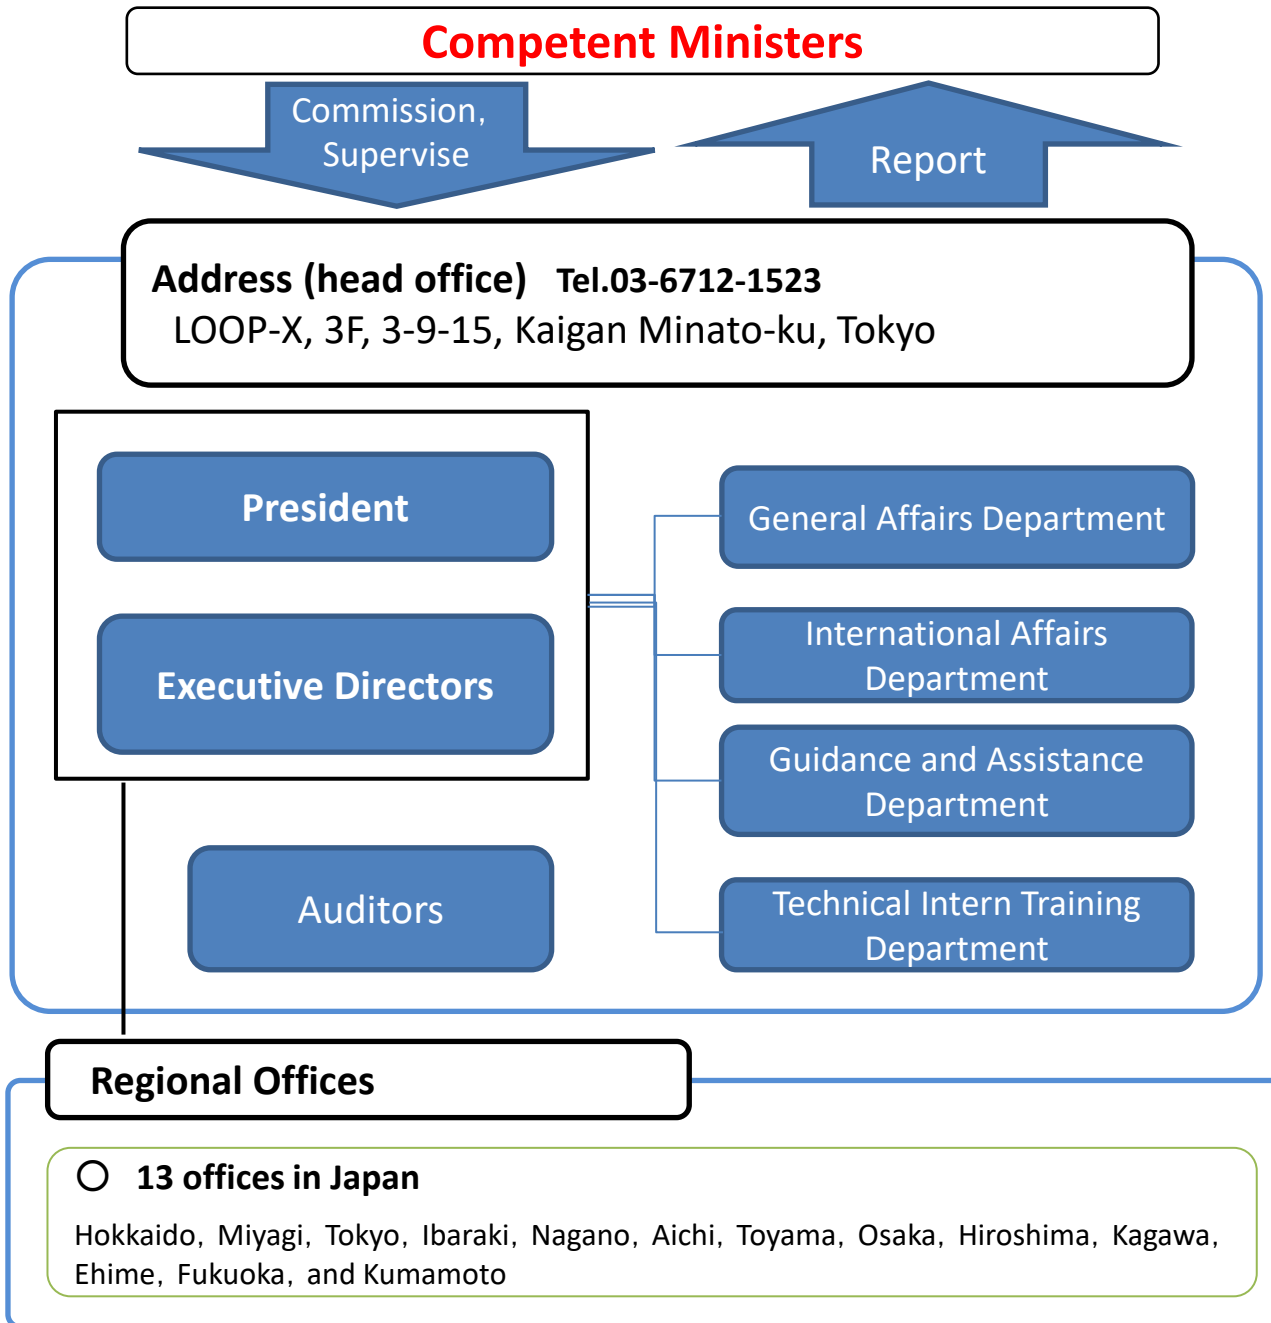 Competent Ministers
Commission,
Supervise
Report
Address (head office) Tel.03-6712-1523
LOOP-X, 3F, 3-9-15, Kaigan Minato-ku, Tokyo
President
Executive Directors
Auditors
General Affairs Department
International Affairs
Department
Guidance and Assistance
Department
Technical Intern Training
Department
Regional Offices
○ 13 offices in Japan
Hokkaido, Miyagi, Tokyo, Ibaraki, Nagano, Aichi, Toyama, Osaka, Hiroshima, Kagawa,
Ehime, Fukuoka, and Kumamoto